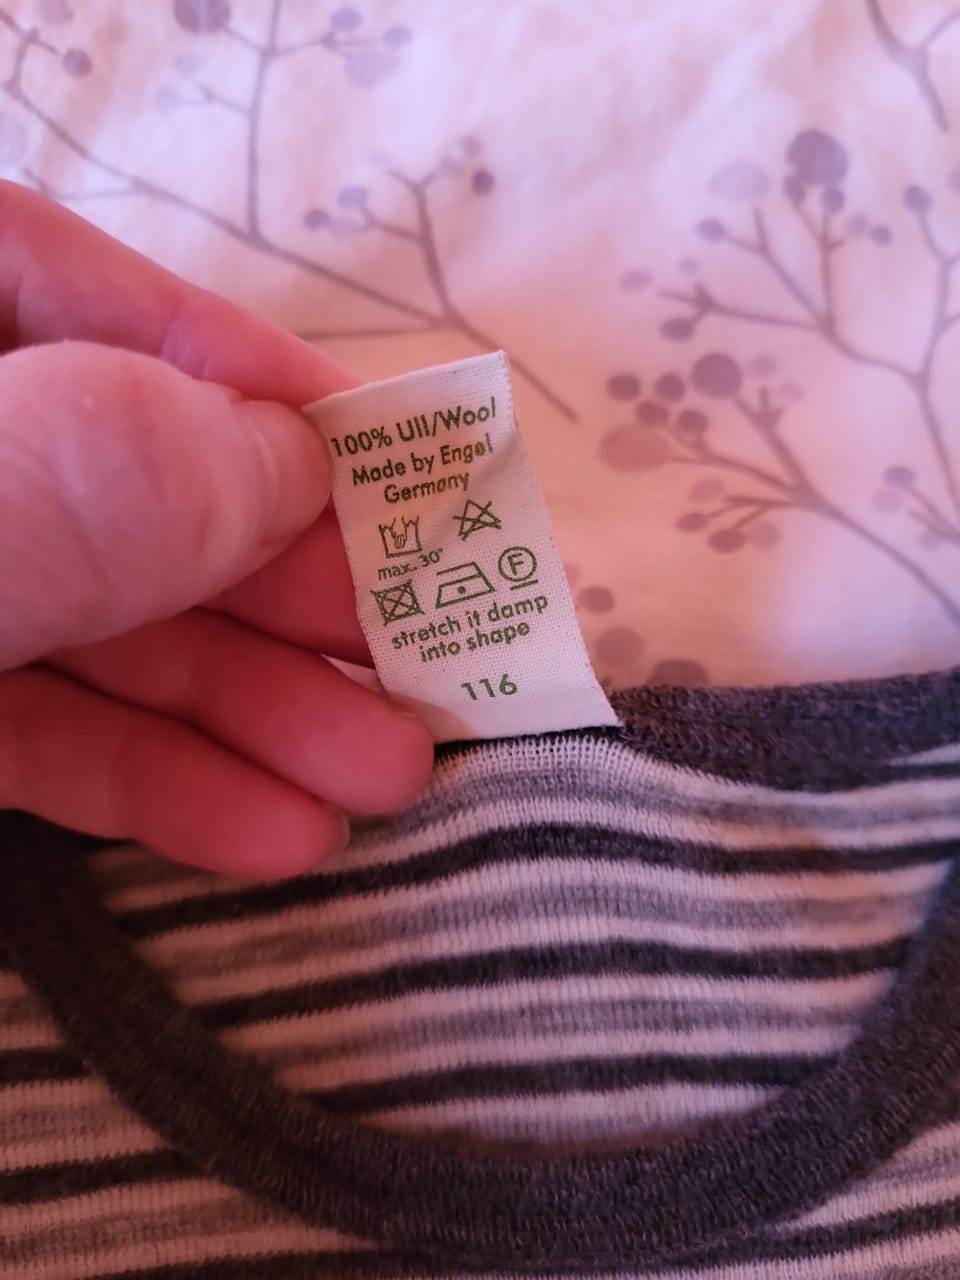 100% Ull/Wool
Made by Engel
Germany
max. 30°
F
stretch it damp
into shape
116